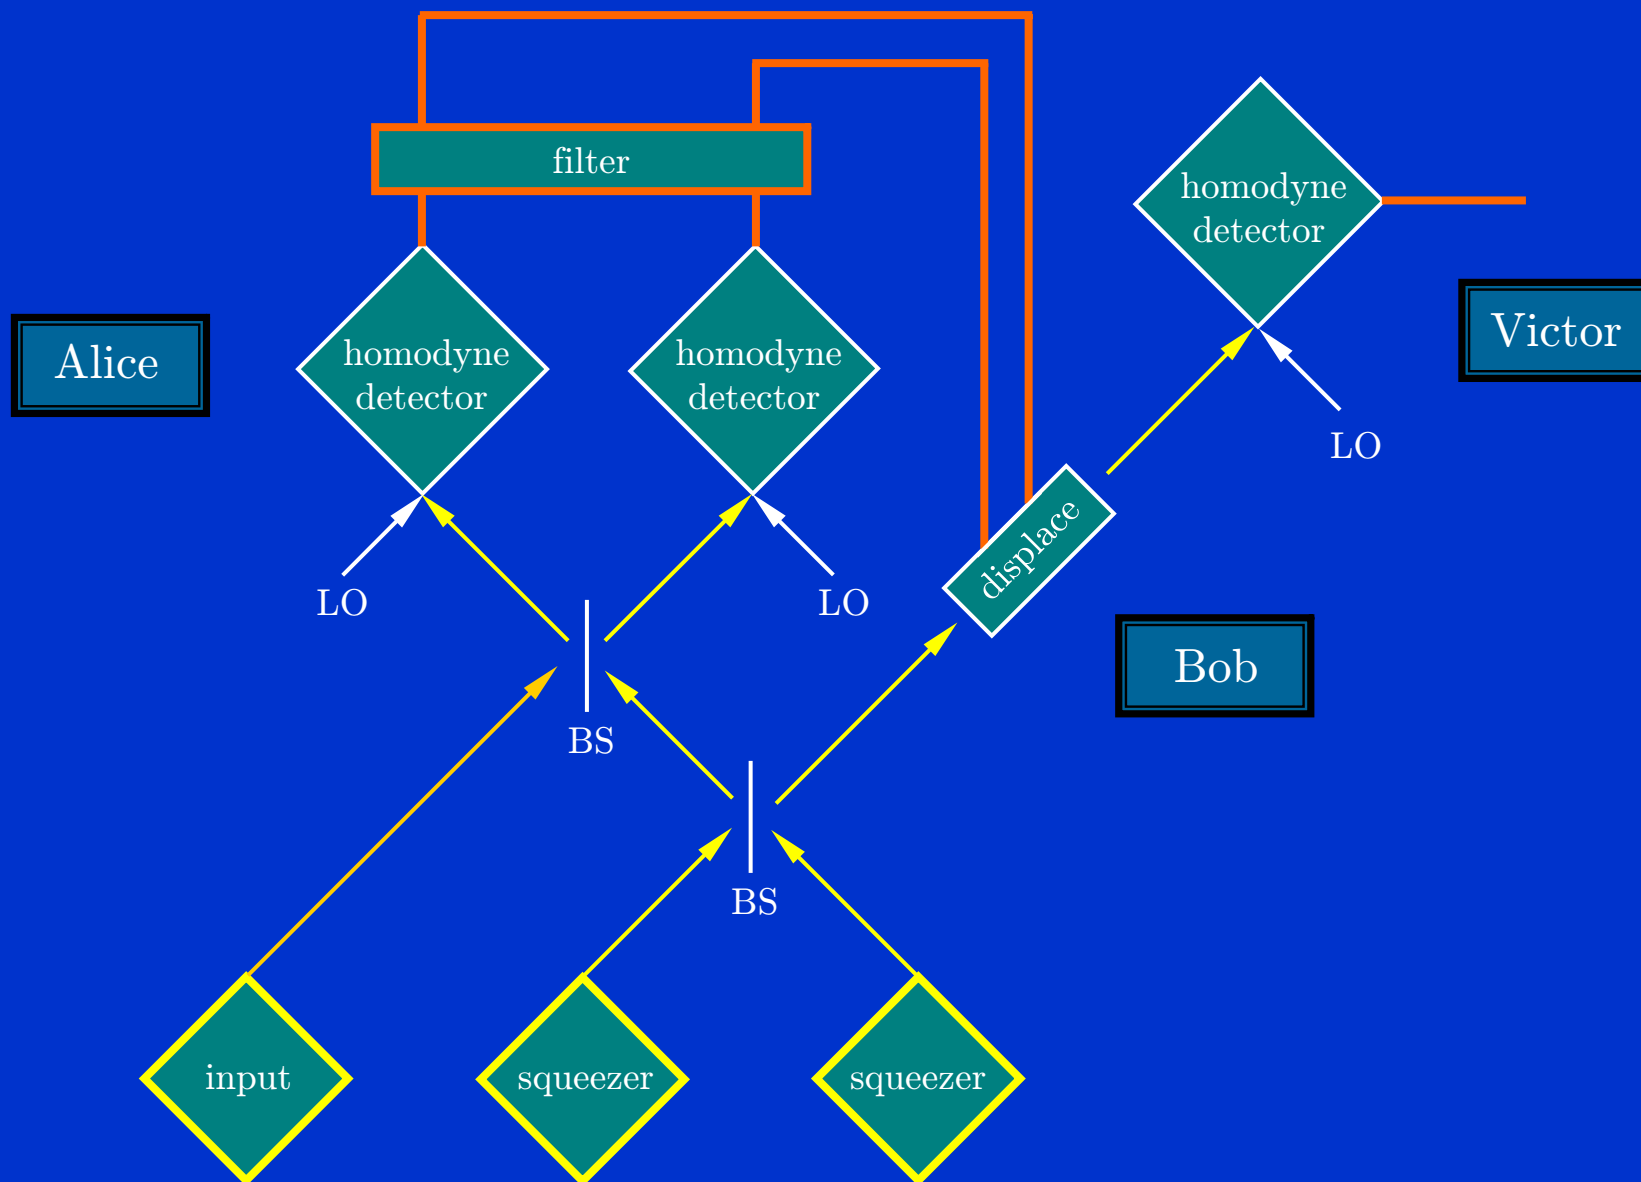 filter
homodyne
detector
Victor
Alice
homodyne
detector
homodyne
detector
LO
displace
LO
LO
Bob
BS
BS
input
squeezer
squeezer